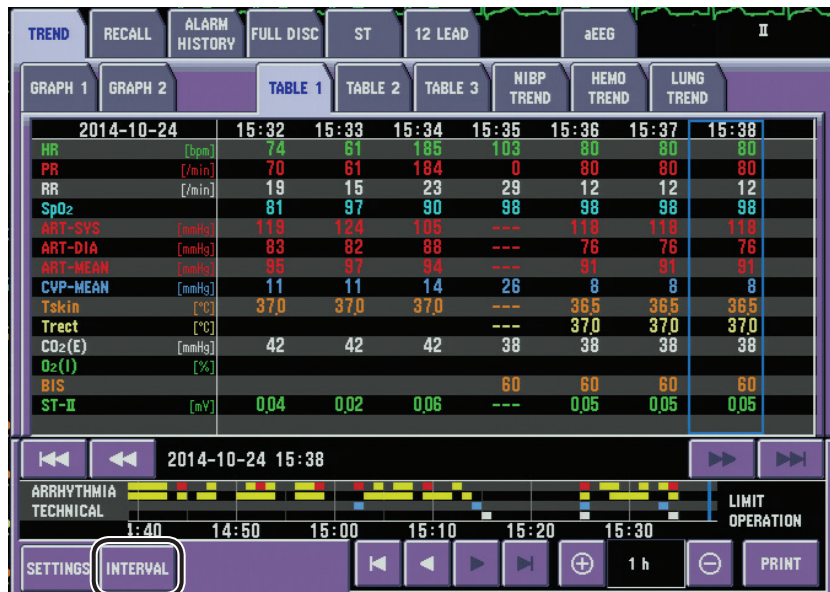 TREND RECALL ALARM HISTORY FULL DISC ST 12 LEAD aEEG II
GRAPH 1 GRAPH 2 TABLE 1 TABLE 2 TABLE 3 NIBP TREND HEMO TREND LUNG TREND
2014-10-24 15:32 15:33 15:34 15:35 15:36 15:37 15:38
HR [bpm] 74 61 185 103 80 80 80
PR [/min] 70 61 184 0 80 80 80
RR [/min] 19 15 23 29 12 12 12
SpO2 81 97 90 98 98 98 98
ART-SYS [mmHg] 119 124 105 --- 118 118 118
ART-DIA [mmHg] 83 82 88 --- 76 76 76
ART-MEAN [mmHg] 95 97 94 --- 91 91 91
CVP-MEAN [mmHg] 11 11 14 26 8 8 8
Tskin [°C] 37.0 37.0 37.0 --- 36.5 36.5 36.5
Trect [°C] --- 37.0 37.0 37.0
CO2(E) [mmHg] 42 42 42 38 38 38 38
O2(I) [%]
BIS 60 60 60 60
ST-II [mV] 0.04 0.02 0.06 --- 0.05 0.05 0.05
2014-10-24 15:38
ARRHYTHMIA
TECHNICAL
LIMIT
OPERATION
:40 14:50 15:00 15:10 15:20 15:30
SETTINGS INTERVAL 1 h PRINT